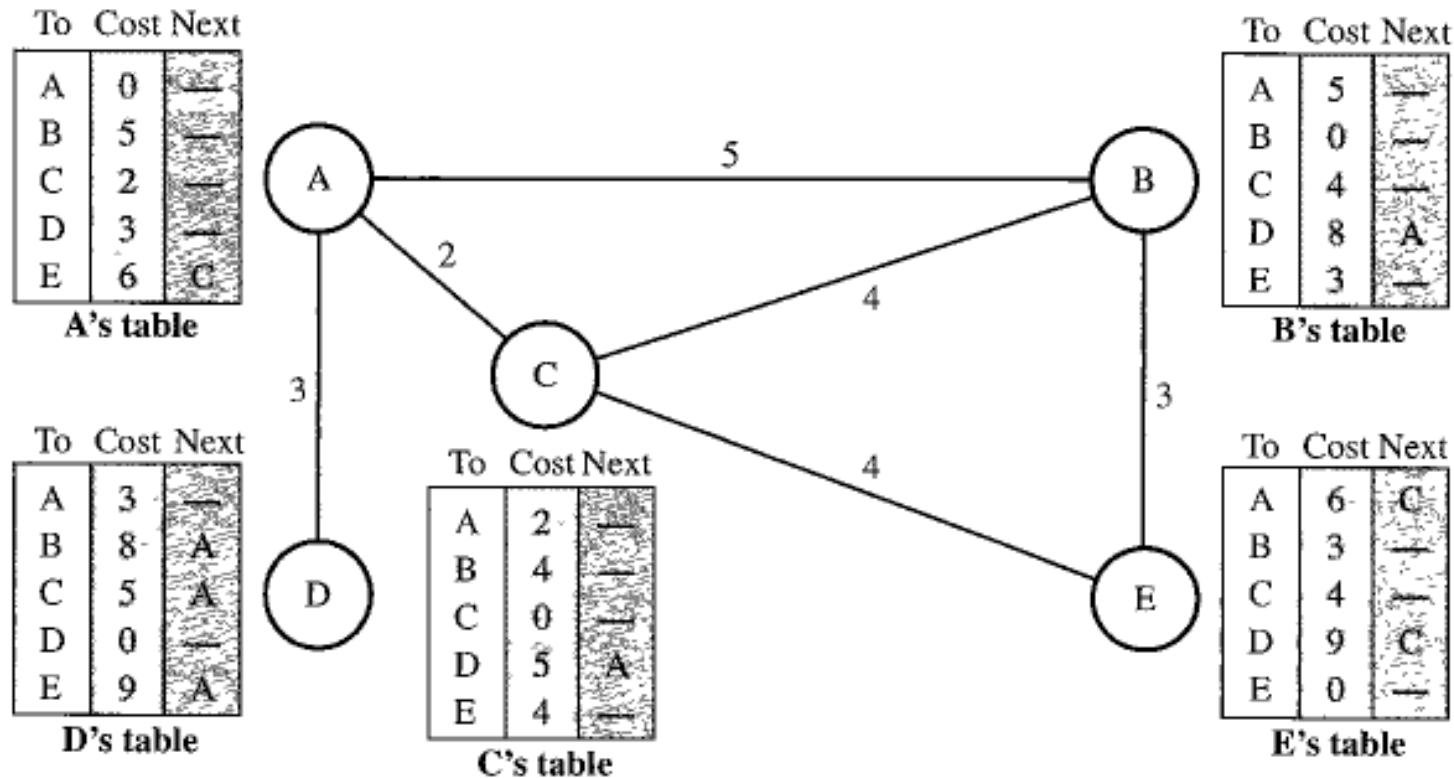 To Cost Next
A 0 —
B 5 —
C 2 —
D 3 —
E 6 C
A's table
To Cost Next
A 5 —
B 0 —
C 4 —
D 8 A
E 3 —
B's table
A
5
B
2
4
C
3
3
4
D
E
To Cost Next
A 3 —
B 8 A
C 5 A
D 0 —
E 9 A
D's table
To Cost Next
A 2 —
B 4 —
C 0 —
D 5 A
E 4 —
C's table
To Cost Next
A 6 C
B 3 —
C 4 —
D 9 C
E 0 —
E's table